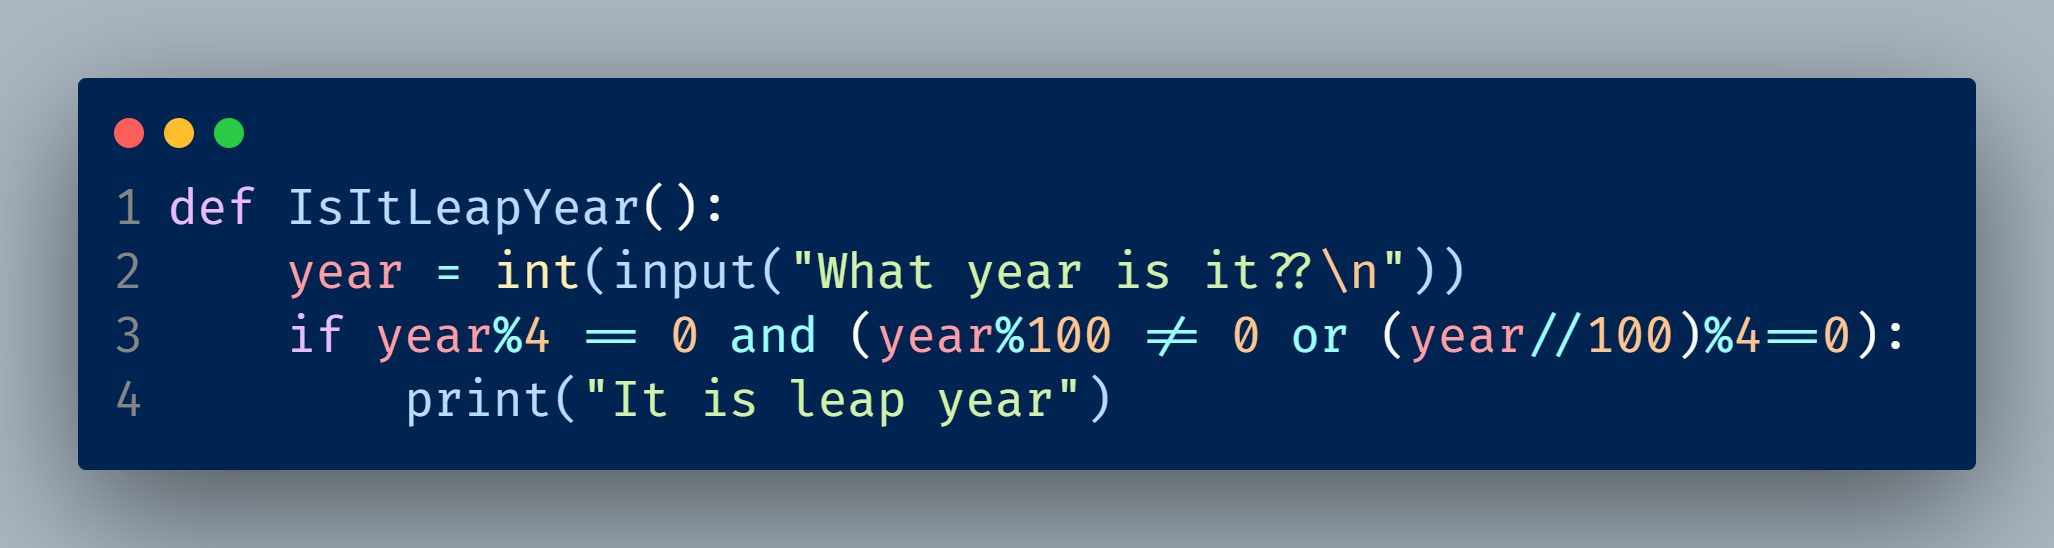 1 def IsItLeapYear():
2     year = int(input("What year is it??\n"))
3     if year%4 == 0 and (year%100 != 0 or (year//100)%4==0):
4         print("It is leap year")